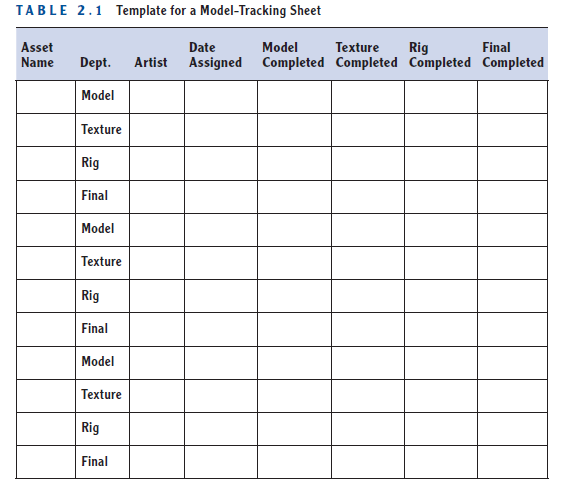 TABLE 2.1 Template for a Model-Tracking Sheet
Asset Name Dept. Artist Date Assigned Model Completed Texture Completed Rig Completed Final Completed
Model
Texture
Rig
Final
Model
Texture
Rig
Final
Model
Texture
Rig
Final